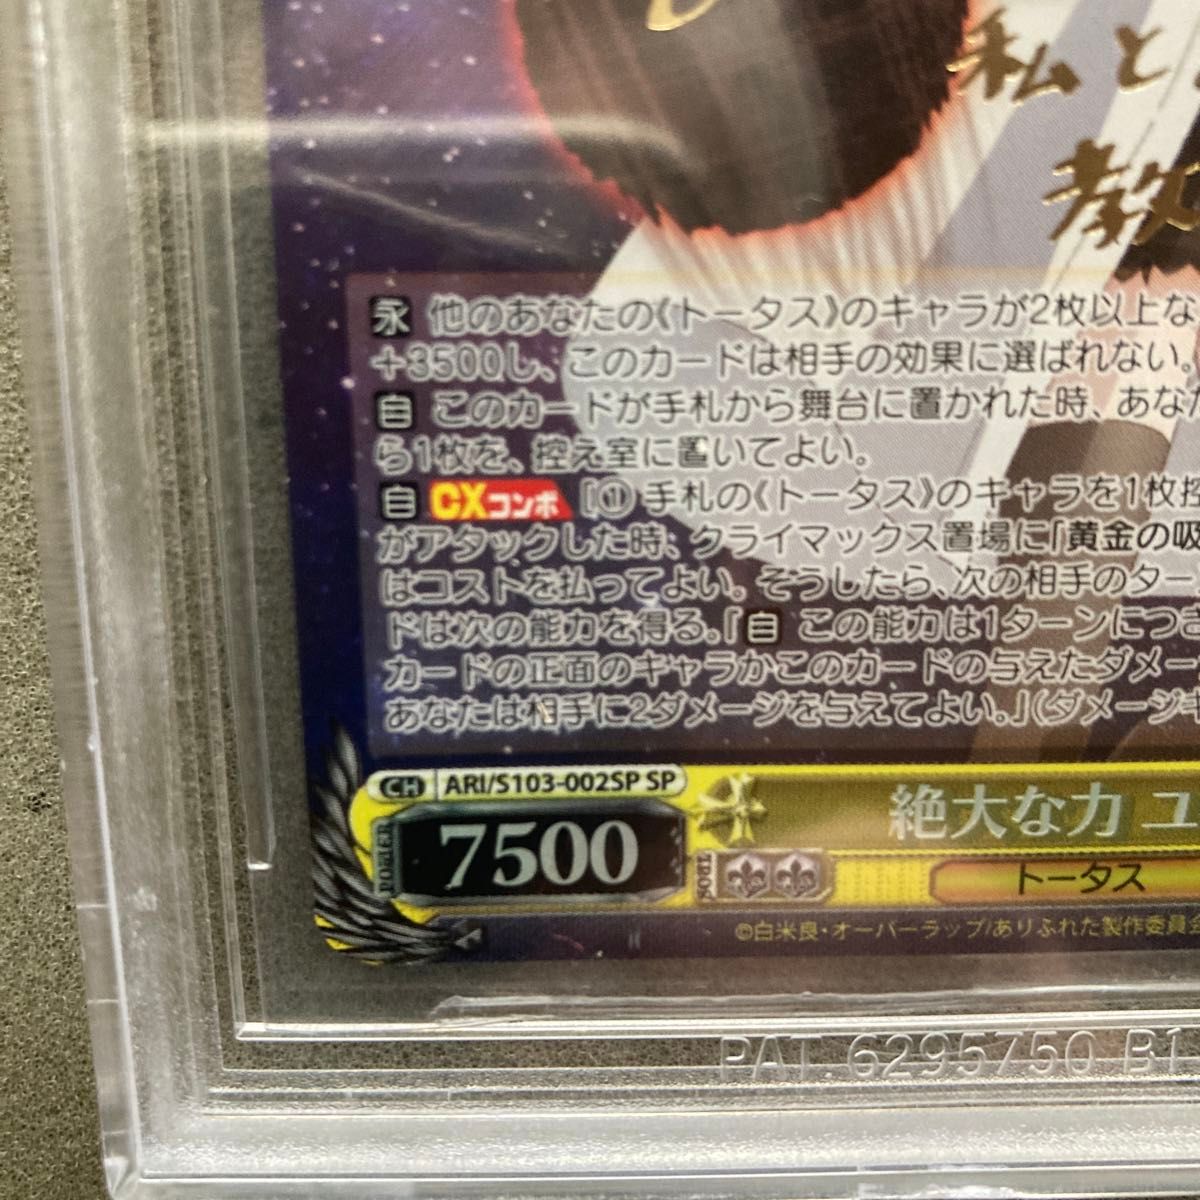 私と
教
永 他のあなたの《トータス》のキャラが2枚以上な
+3500し、このカードは相手の効果に選ばれない。
自 このカードが手札から舞台に置かれた時、あなた
ら1枚を、控え室に置いてよい。
自 CXコンボ [① 手札の《トータス》のキャラを1枚控
がアタックした時、クライマックス置場に「黄金の吸
はコストを払ってよい。そうしたら、次の相手のター
ドは次の能力を得る。『自 この能力は1ターンにつき
カードの正面のキャラかこのカードの与えたダメー
あなたは相手に2ダメージを与えてよい。』(ダメージキ
CH ARI/S103-002SP SP
POWER 7500
絶大な力 ユ
トータス
©白米良・オーバーラップ/ありふれた製作委員会
PAT. 6295750 B1